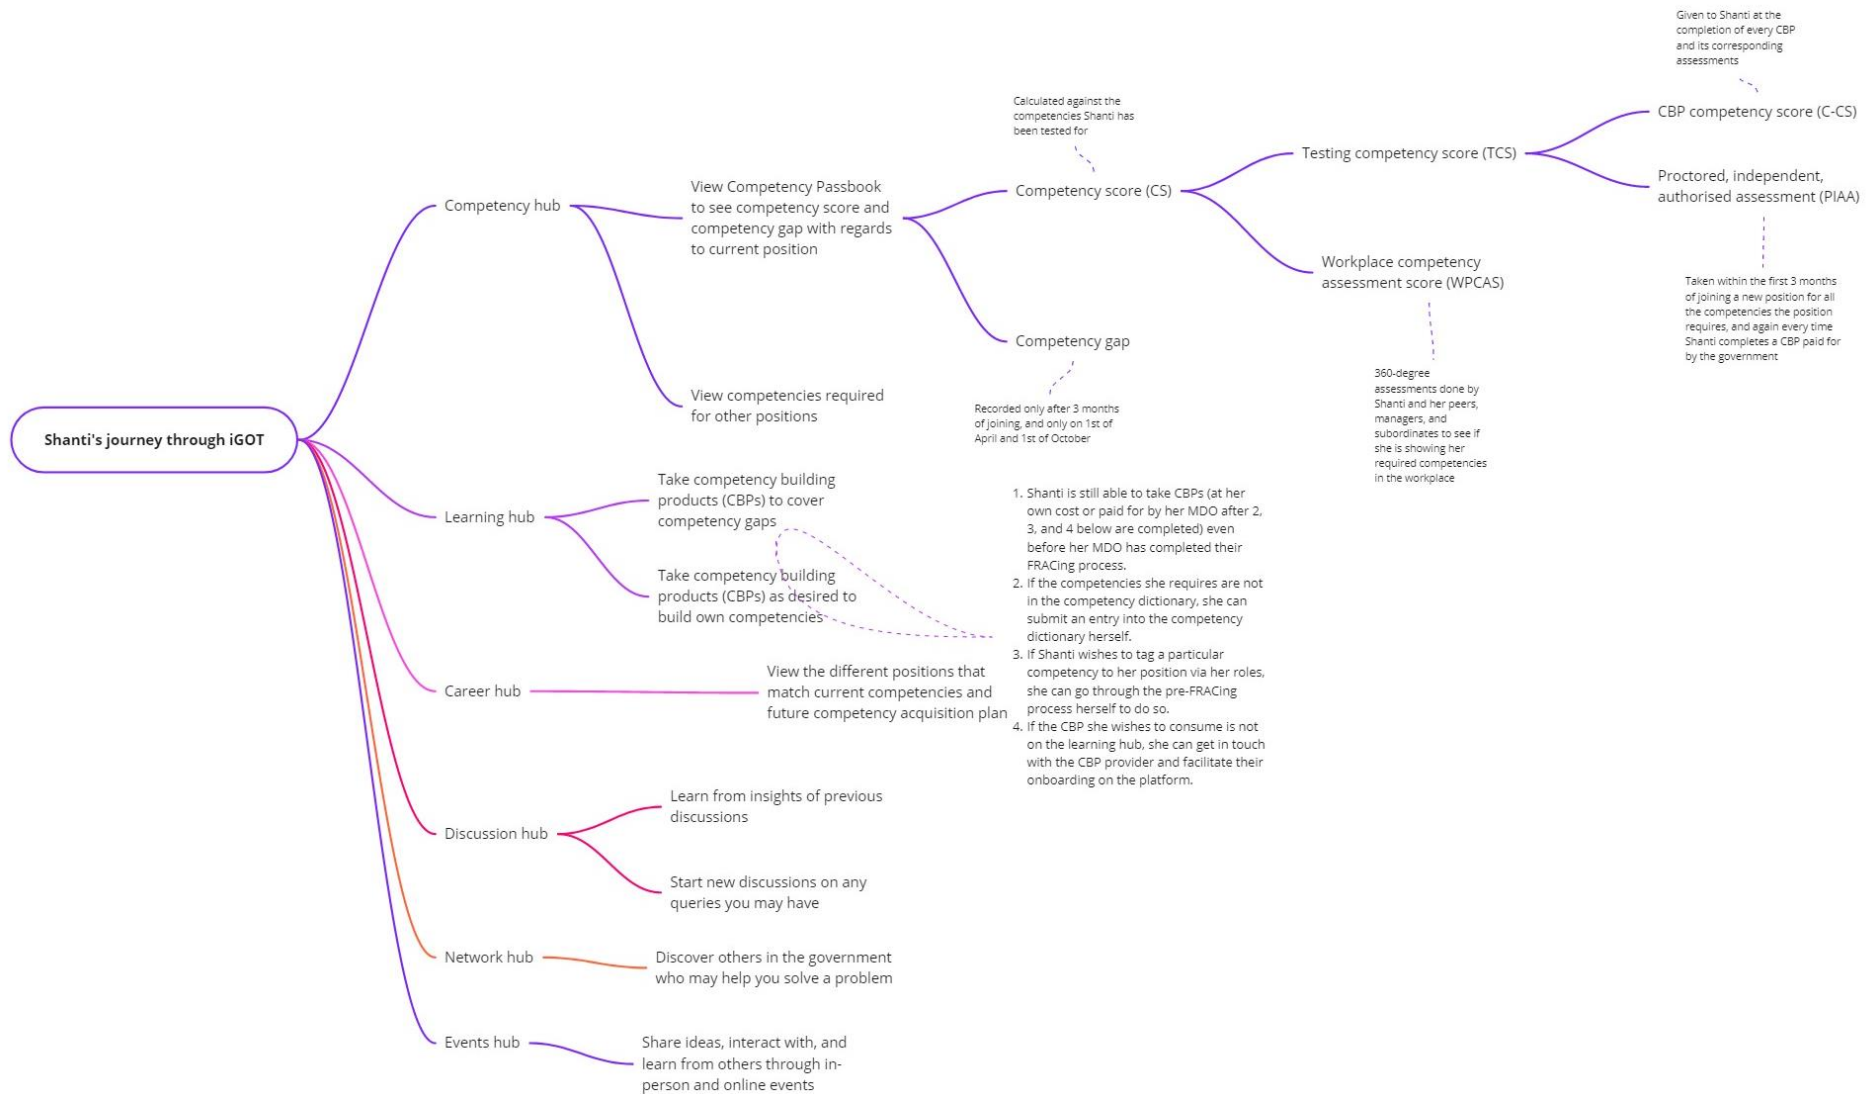 Shanti's journey through iGOT
Competency hub
View Competency Passbook
to see competency score and
competency gap with regards
to current position
Calculated against the
competencies Shanti has
been tested for
Competency score (CS)
Testing competency score (TCS)
Given to Shanti at the
completion of every CBP
and its corresponding
assessments
CBP competency score (C-CS)
Proctored, independent,
authorised assessment (PIAA)
Taken within the first 3 months
of joining a new position for all
the competencies the position
requires, and again every time
Shanti completes a CBP paid for
by the government
Workplace competency
assessment score (WPCAS)
360-degree
assessments done by
Shanti and her peers,
managers, and
subordinates to see if
she is showing her
required competencies
in the workplace
Competency gap
Recorded only after 3 months
of joining, and only on 1st of
April and 1st of October
View competencies required
for other positions
Learning hub
Take competency building
products (CBPs) to cover
competency gaps
Take competency building
products (CBPs) as desired to
build own competencies
1. Shanti is still able to take CBPs (at her
own cost or paid for by her MDO after 2,
3, and 4 below are completed) even
before her MDO has completed their
FRACing process.
2. If the competencies she requires are not
in the competency dictionary, she can
submit an entry into the competency
dictionary herself.
3. If Shanti wishes to tag a particular
competency to her position via her roles,
she can go through the pre-FRACing
process herself to do so.
4. If the CBP she wishes to consume is not
on the learning hub, she can get in touch
with the CBP provider and facilitate their
onboarding on the platform.
Career hub
View the different positions that
match current competencies and
future competency acquisition plan
Discussion hub
Learn from insights of previous
discussions
Start new discussions on any
queries you may have
Network hub
Discover others in the government
who may help you solve a problem
Events hub
Share ideas, interact with, and
learn from others through in-
person and online events